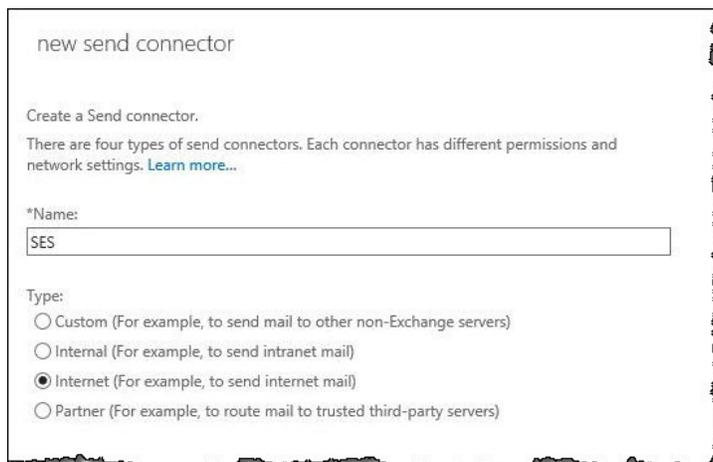 new send connector
Create a Send connector.
There are four types of send connectors. Each connector has different permissions and
network settings. Learn more...
*Name:
SES
Type:
Custom (For example, to send mail to other non-Exchange servers)
Internal (For example, to send intranet mail)
Internet (For example, to send internet mail)
Partner (For example, to route mail to trusted third-party servers)